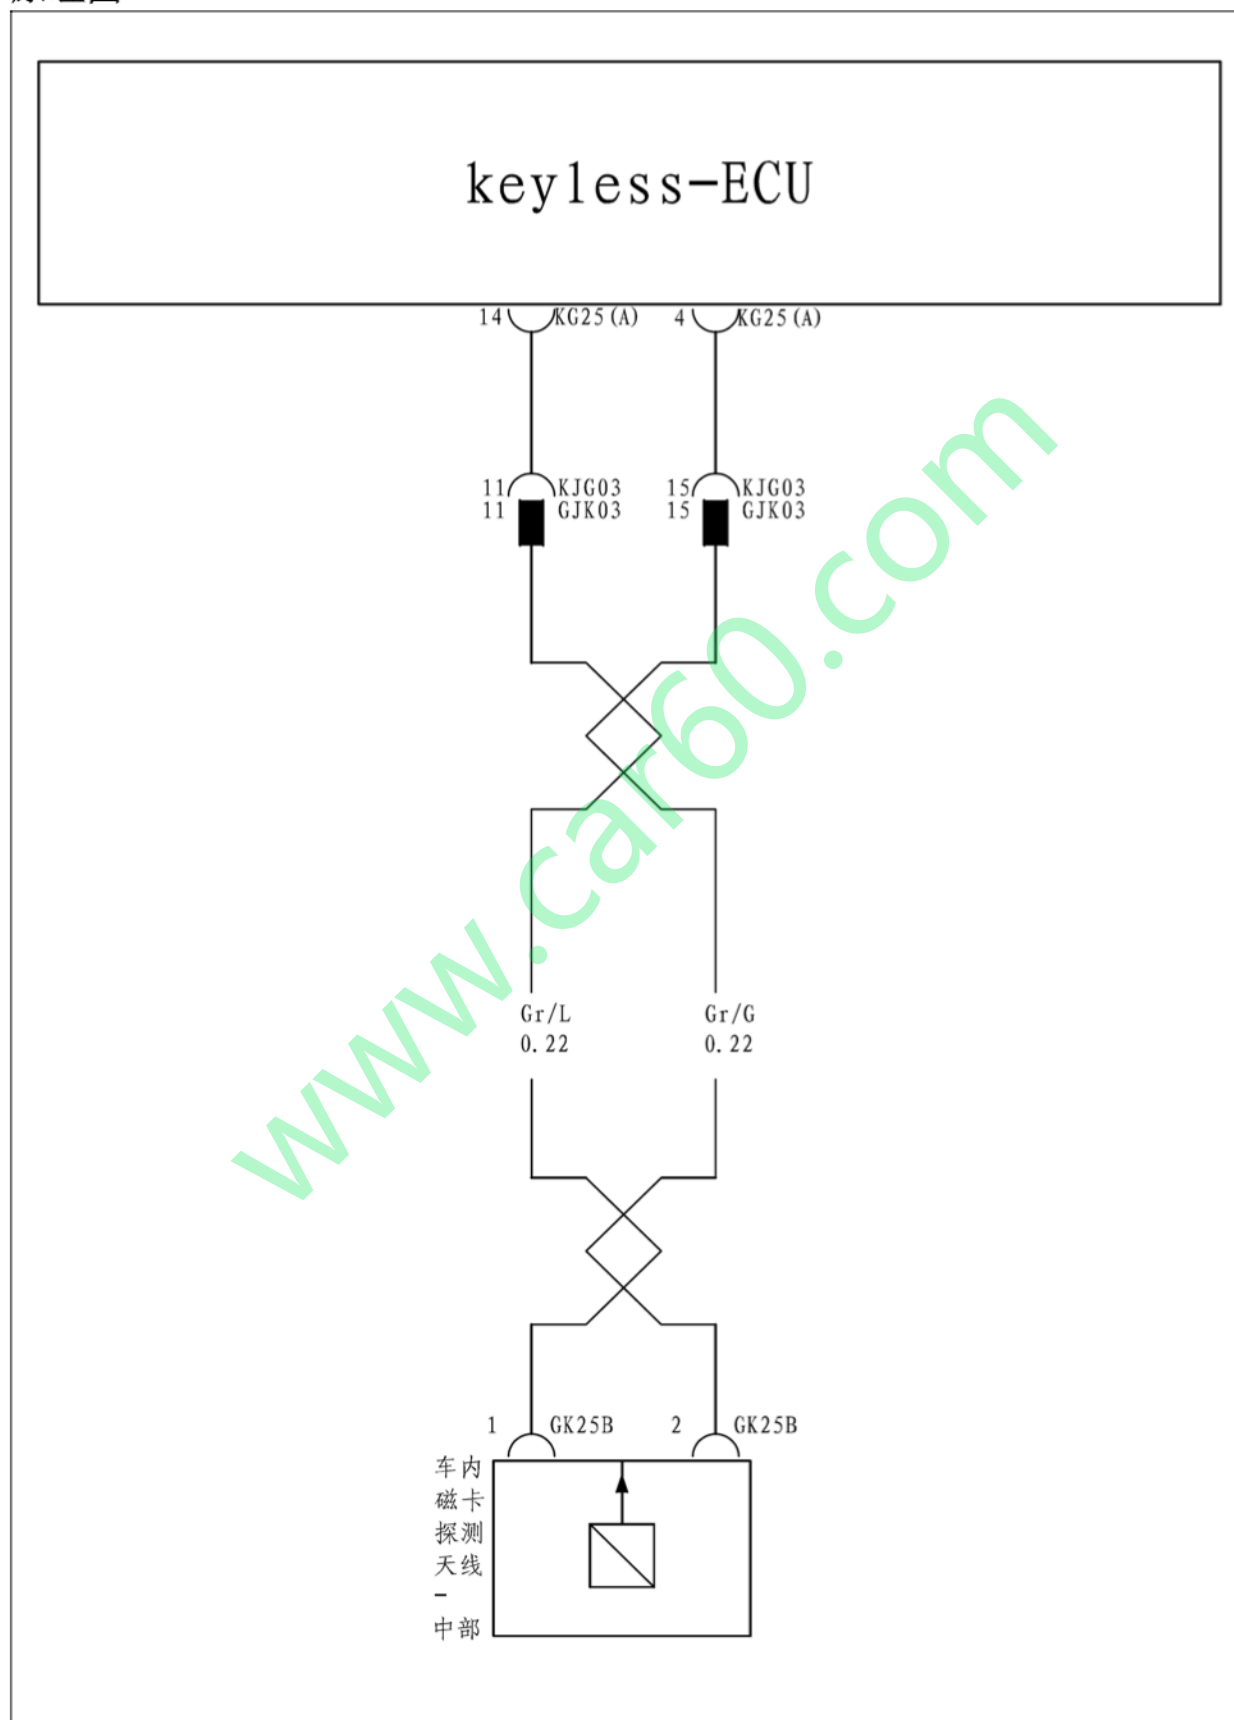 keyless-ECU
14 KG25(A) 4 KG25(A)
11 KJG03 15 KJG03
11 GJK03 15 GJK03
Gr/L Gr/G
0.22 0.22
1 GK25B 2 GK25B
车内
磁卡
探测
天线
-
中部
www.car60.com